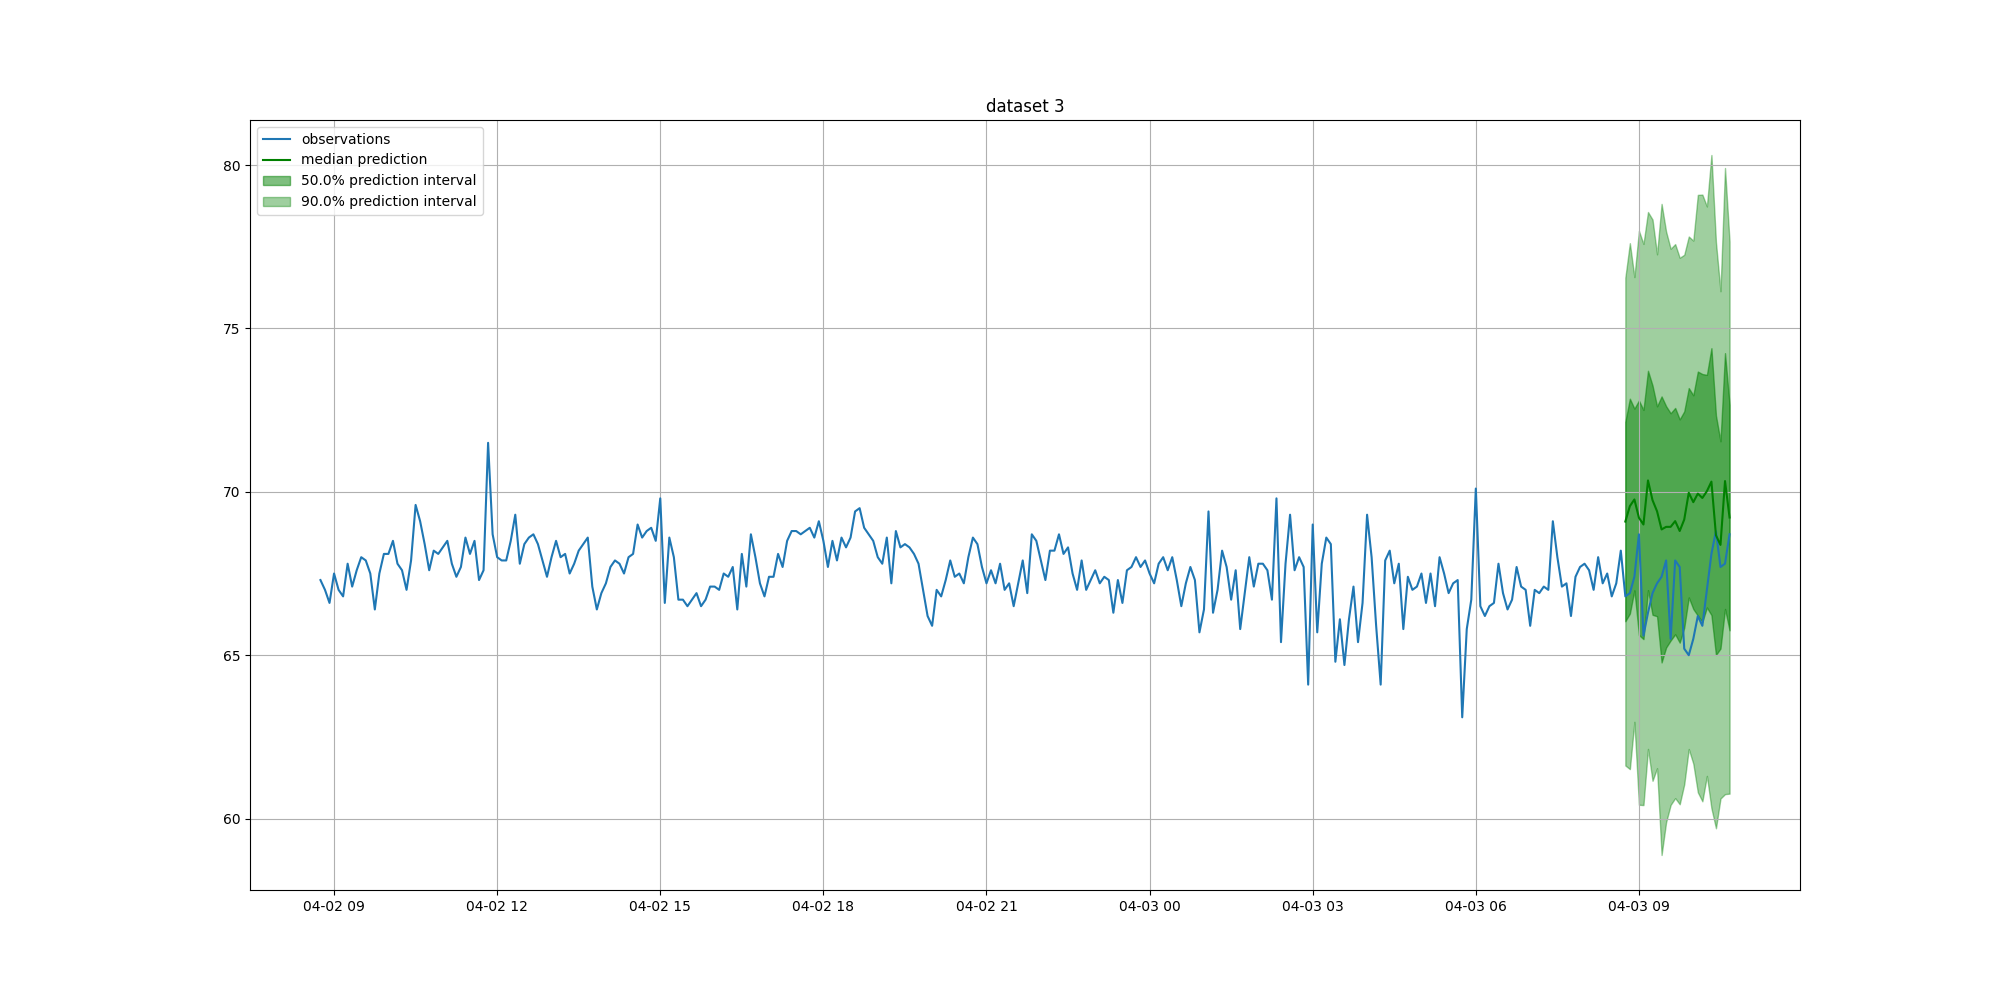 dataset 3
observations
median prediction
50.0% prediction interval
90.0% prediction interval
80
75
70
65
60
04-02 09
04-02 12
04-02 15
04-02 18
04-02 21
04-03 00
04-03 03
04-03 06
04-03 09